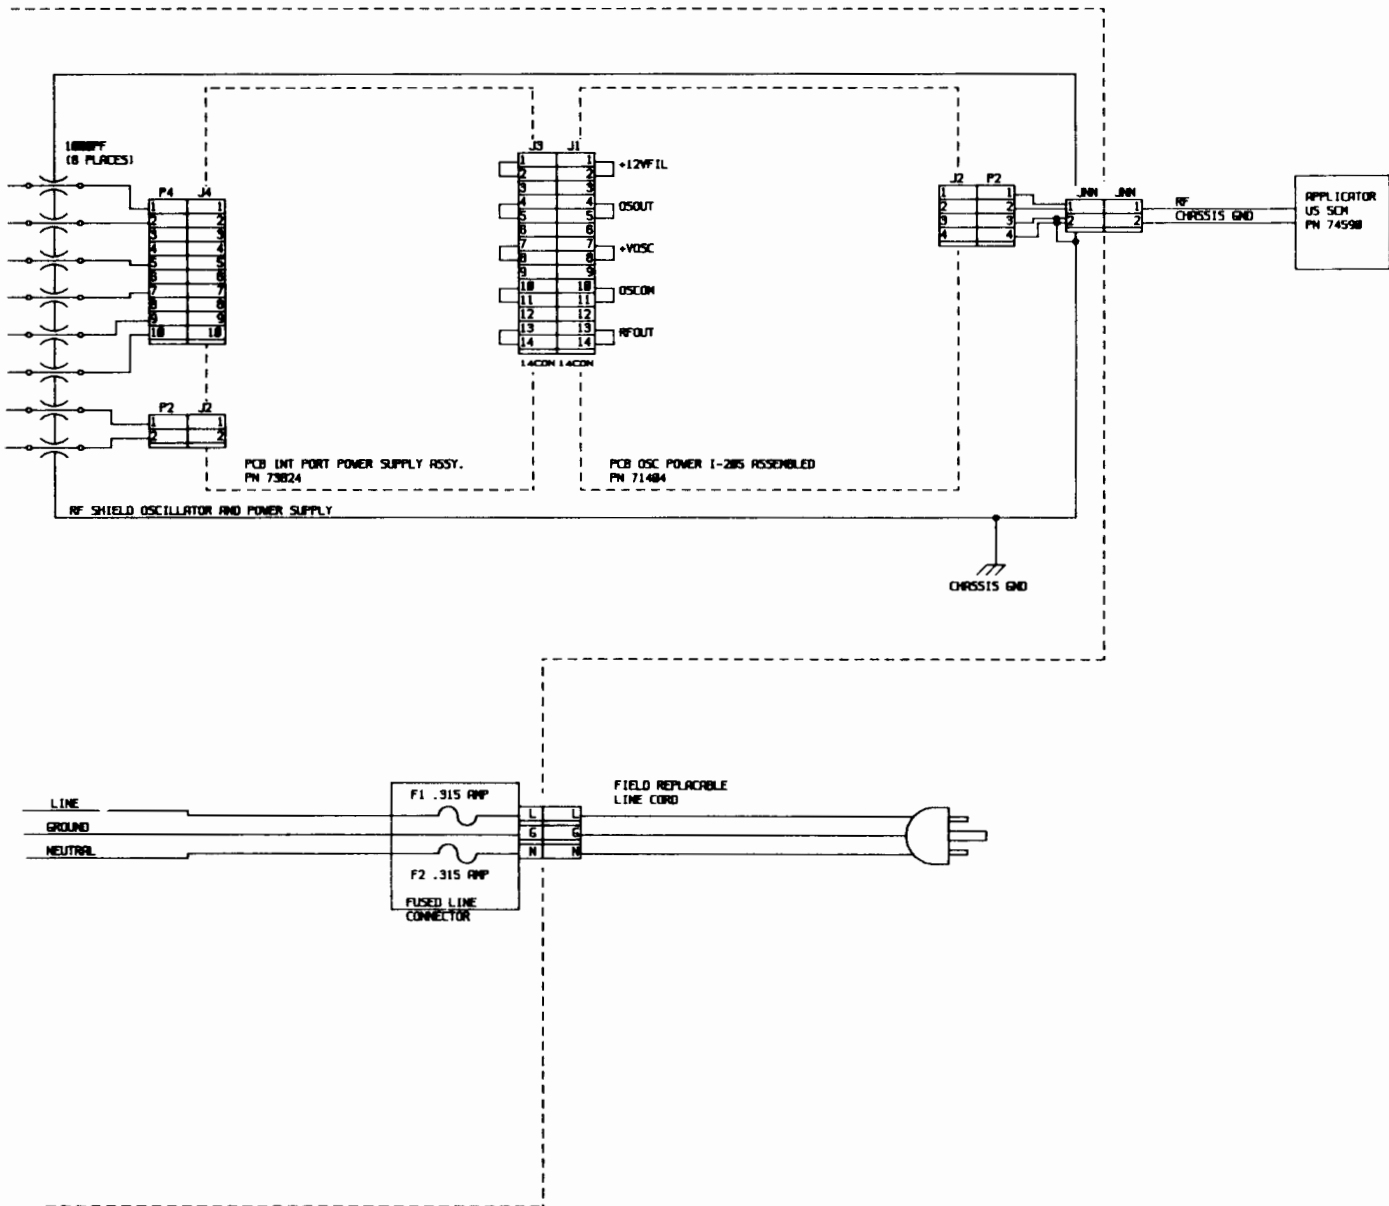 1000PF
(8 PLACES)
P4 J4
1 1
2 2
3 3
4 4
5 5
6 6
7 7
8 8
9 9
10 10
P2 J2
1 1
2 2
J3 J1
1 1
2 2
3 3
4 4
5 5
6 6
7 7
8 8
9 9
10 10
11 11
12 12
13 13
14 14
14CON 14CON
+12VFIL
OSOUT
+VOSC
OSCOM
RFOUT
J2 P2
1 1
2 2
3 3
4 4
JNN JNN
1 1
2 2
RF
CHASSIS GND
APPLICATOR
US SCM
PN 74590
PCB INT PORT POWER SUPPLY ASSY.
PN 73024
PCB OSC POWER I-205 ASSEMBLED
PN 71404
RF SHIELD OSCILLATOR AND POWER SUPPLY
CHASSIS GND
LINE
GROUND
NEUTRAL
F1 .315 AMP
F2 .315 AMP
FUSED LINE
CONNECTOR
L L
G G
N N
FIELD REPLACABLE
LINE CORD